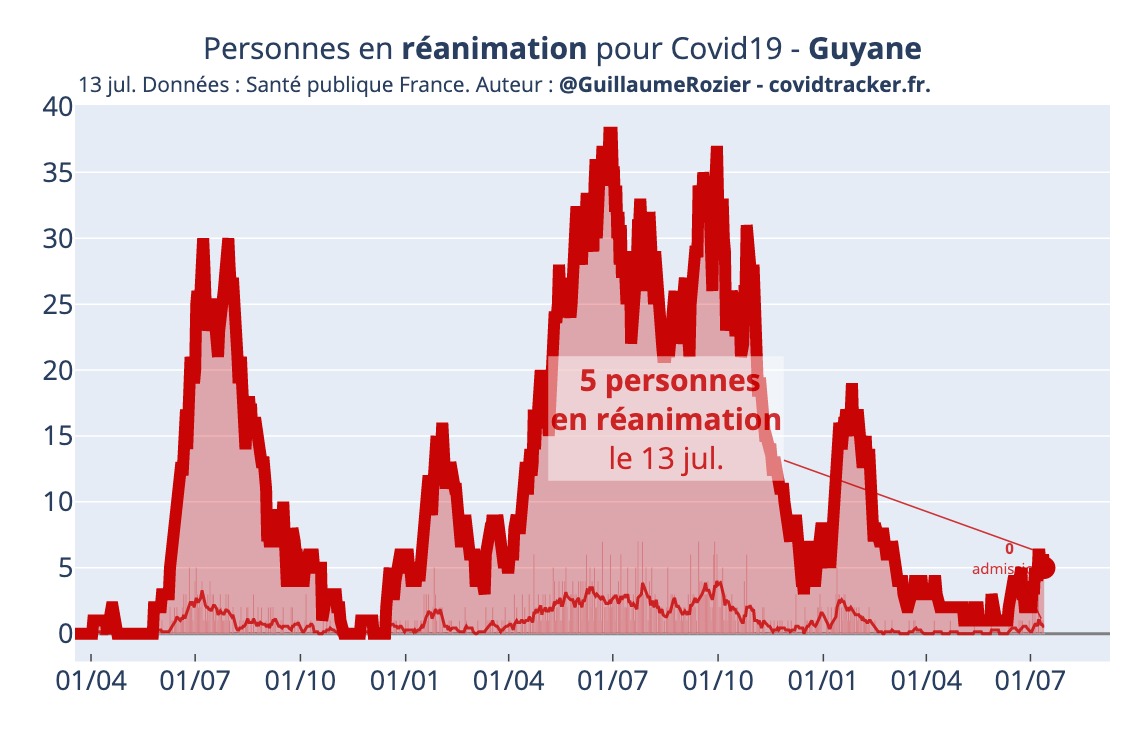 Personnes en réanimation pour Covid19 - Guyane
13 jul. Données : Santé publique France. Auteur : @GuillaumeRozier - covidtracker.fr.
40
35
30
25
20
15
10
5
0
5 personnes
en réanimation
le 13 jul.
0
01/04 01/07 01/10 01/01 01/04 01/07 01/10 01/01 01/04 01/07